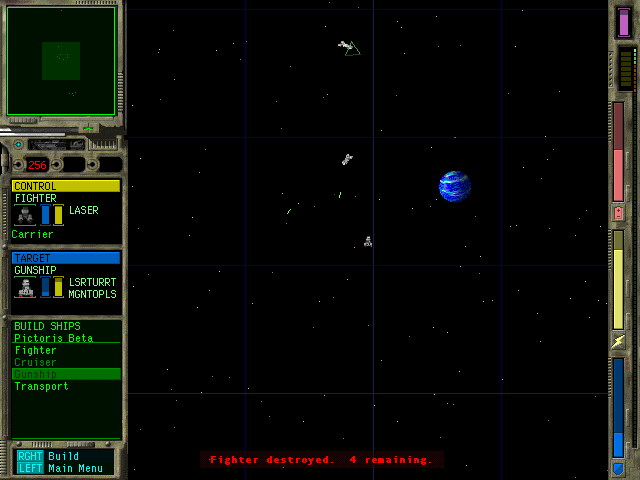 256
CONTROL
FIGHTER
LASER
Carrier
TARGET
GUNSHIP
LSRTURRT
MGNTOPLS
BUILD SHIPS
Pictoris Beta
Fighter
Cruiser
Gunship
Transport
RGHT Build
LEFT Main Menu
Fighter destroyed. 4 remaining.